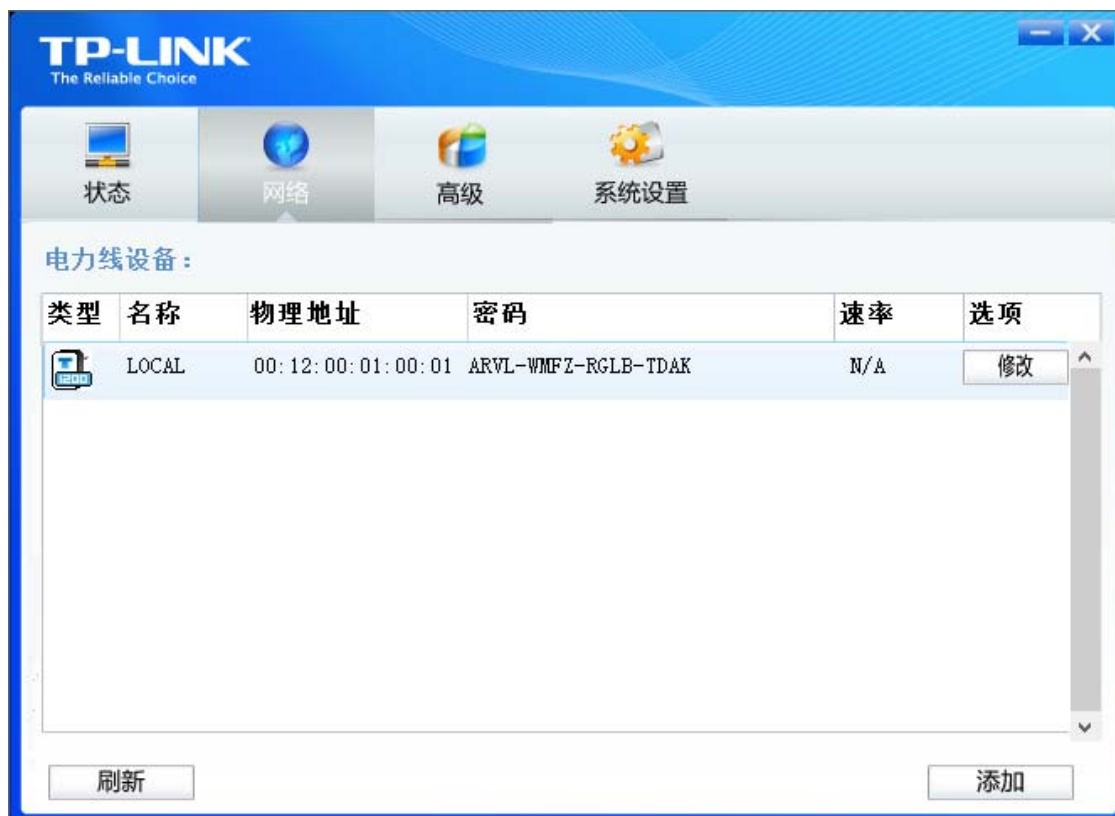 TP-LINK
The Reliable Choice
状态 网络 高级 系统设置
电力线设备：
类型 名称 物理地址 密码 速率 选项
1200 LOCAL 00:12:00:01:00:01 ARVL-WMFZ-RGLB-TDAK N/A 修改
刷新 添加